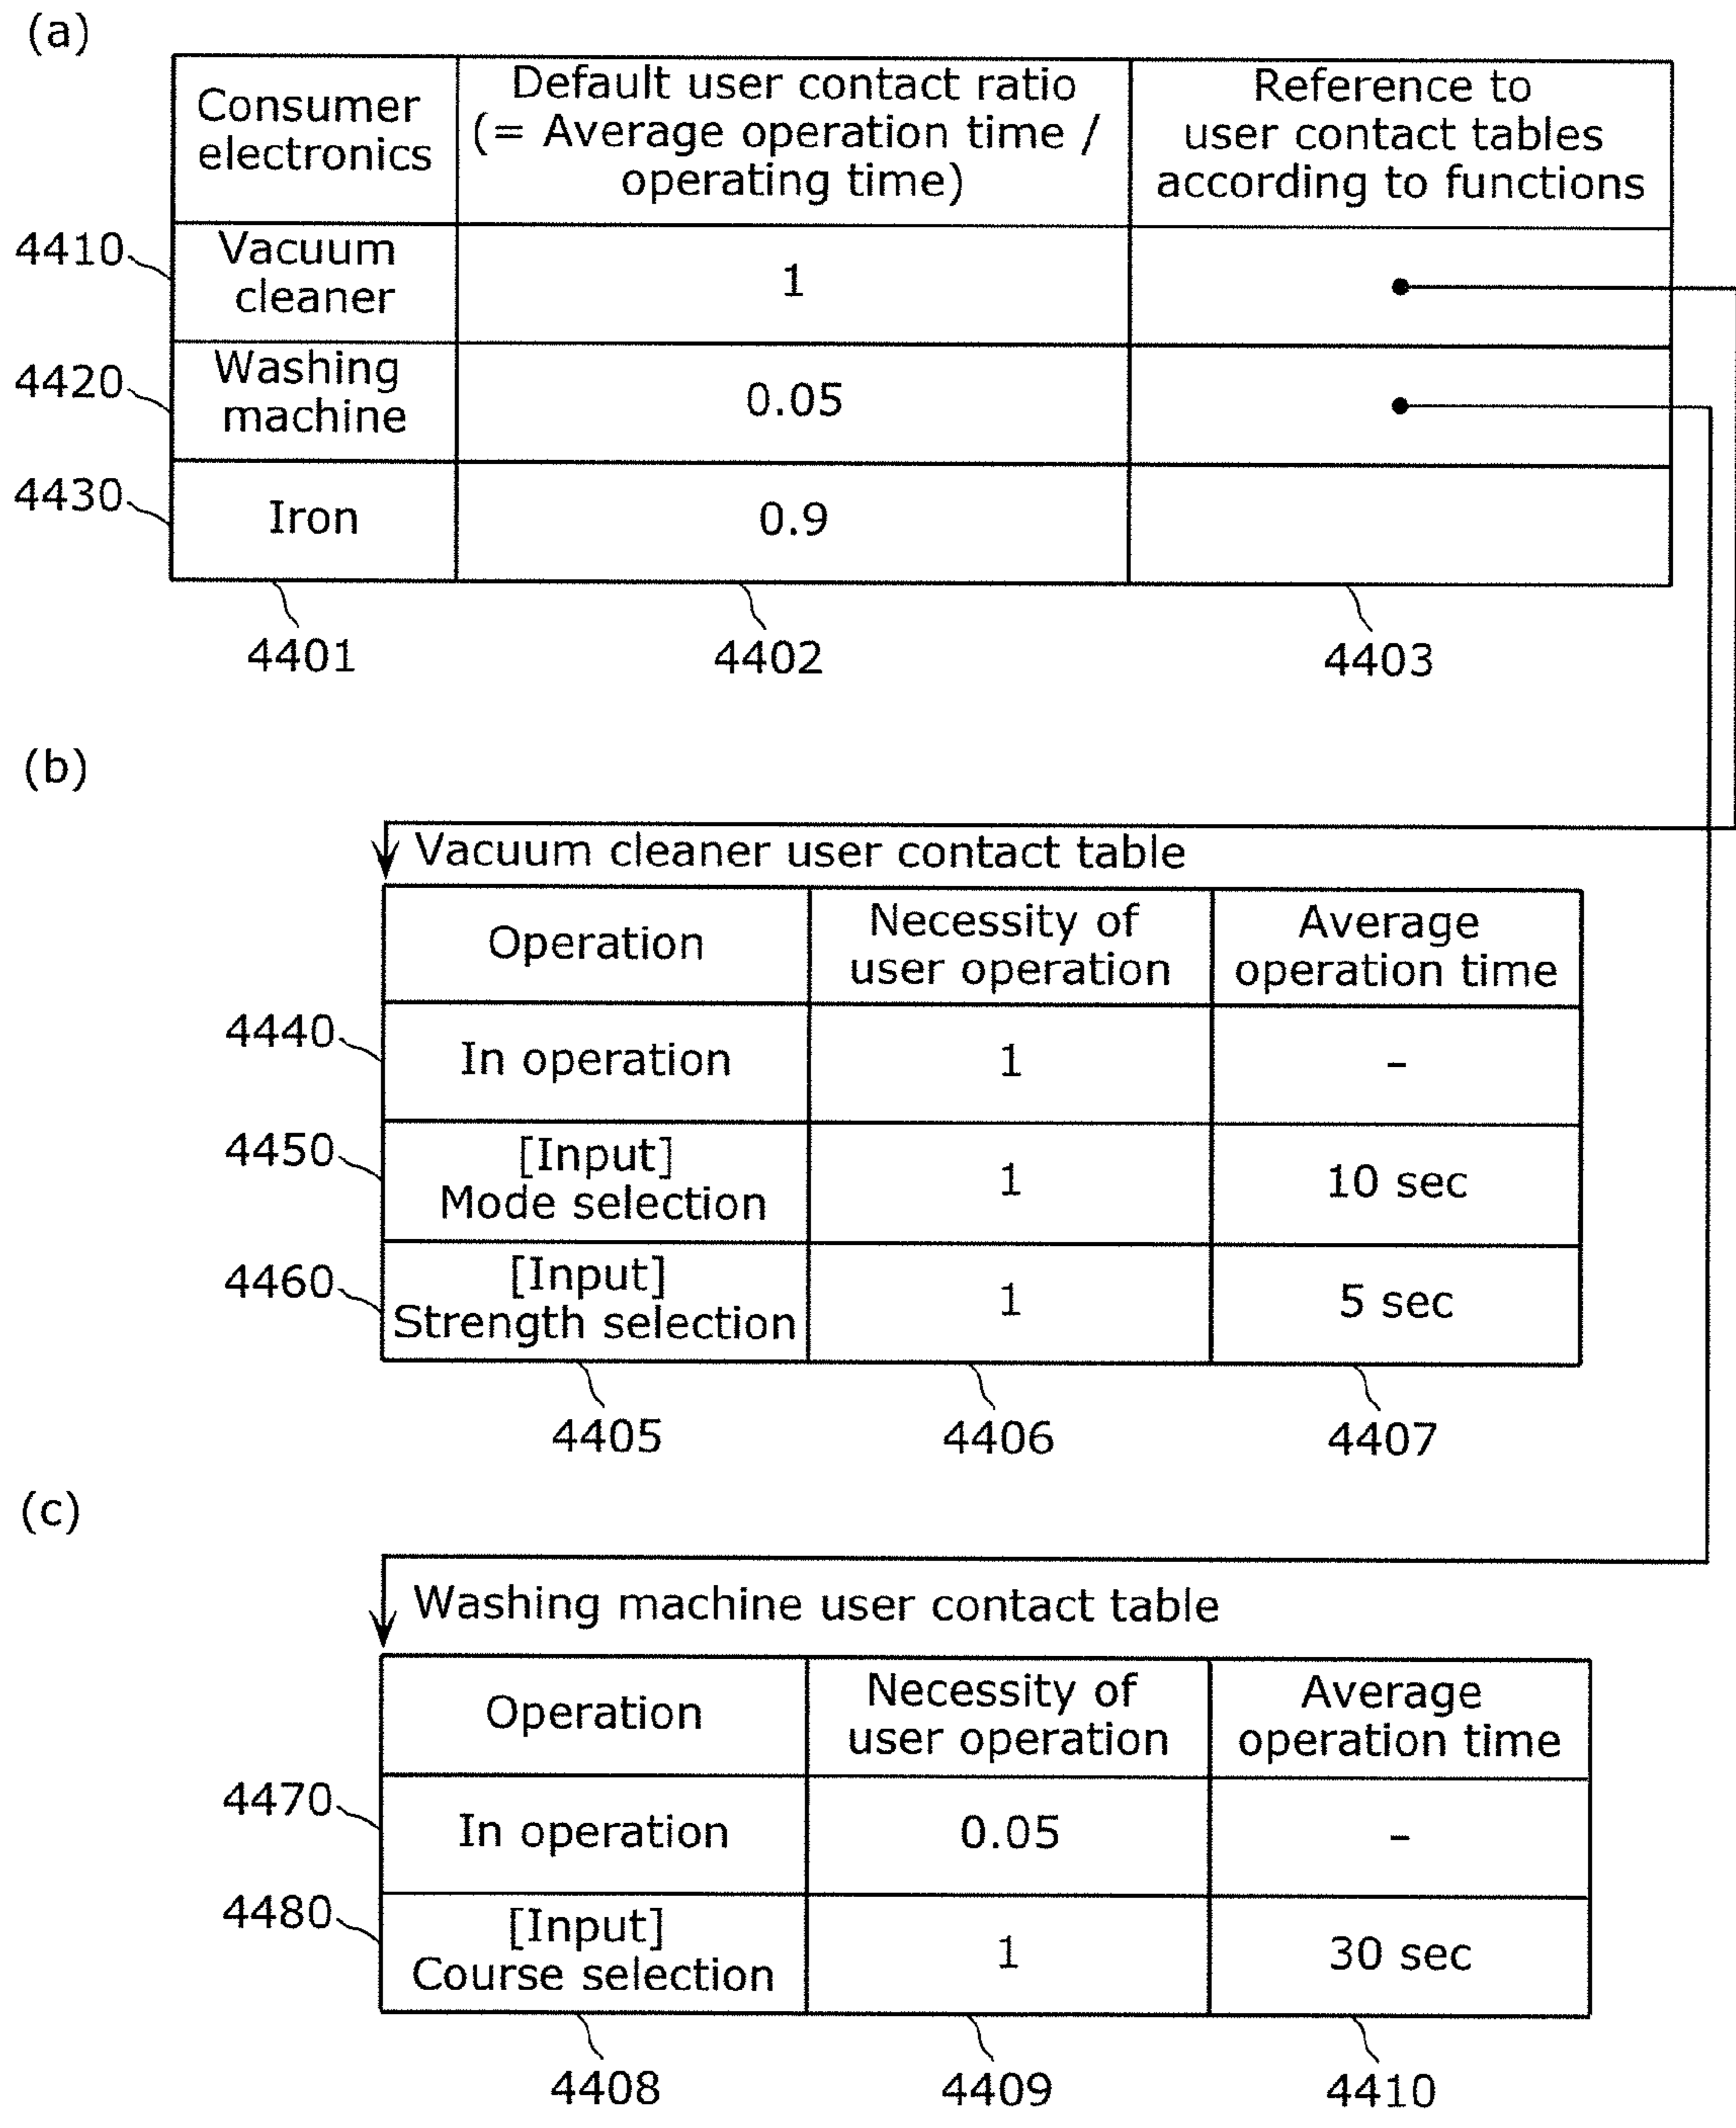 (a)
Consumer
electronics
Default user contact ratio
(= Average operation time /
operating time)
Reference to
user contact tables
according to functions
4410
Vacuum
cleaner
1
4420
Washing
machine
0.05
4430
Iron
0.9
4401
4402
4403
(b)
Vacuum cleaner user contact table
Operation
Necessity of
user operation
Average
operation time
4440
In operation
1
–
4450
[Input]
Mode selection
1
10 sec
4460
[Input]
Strength selection
1
5 sec
4405
4406
4407
(c)
Washing machine user contact table
Operation
Necessity of
user operation
Average
operation time
4470
In operation
0.05
–
4480
[Input]
Course selection
1
30 sec
4408
4409
4410